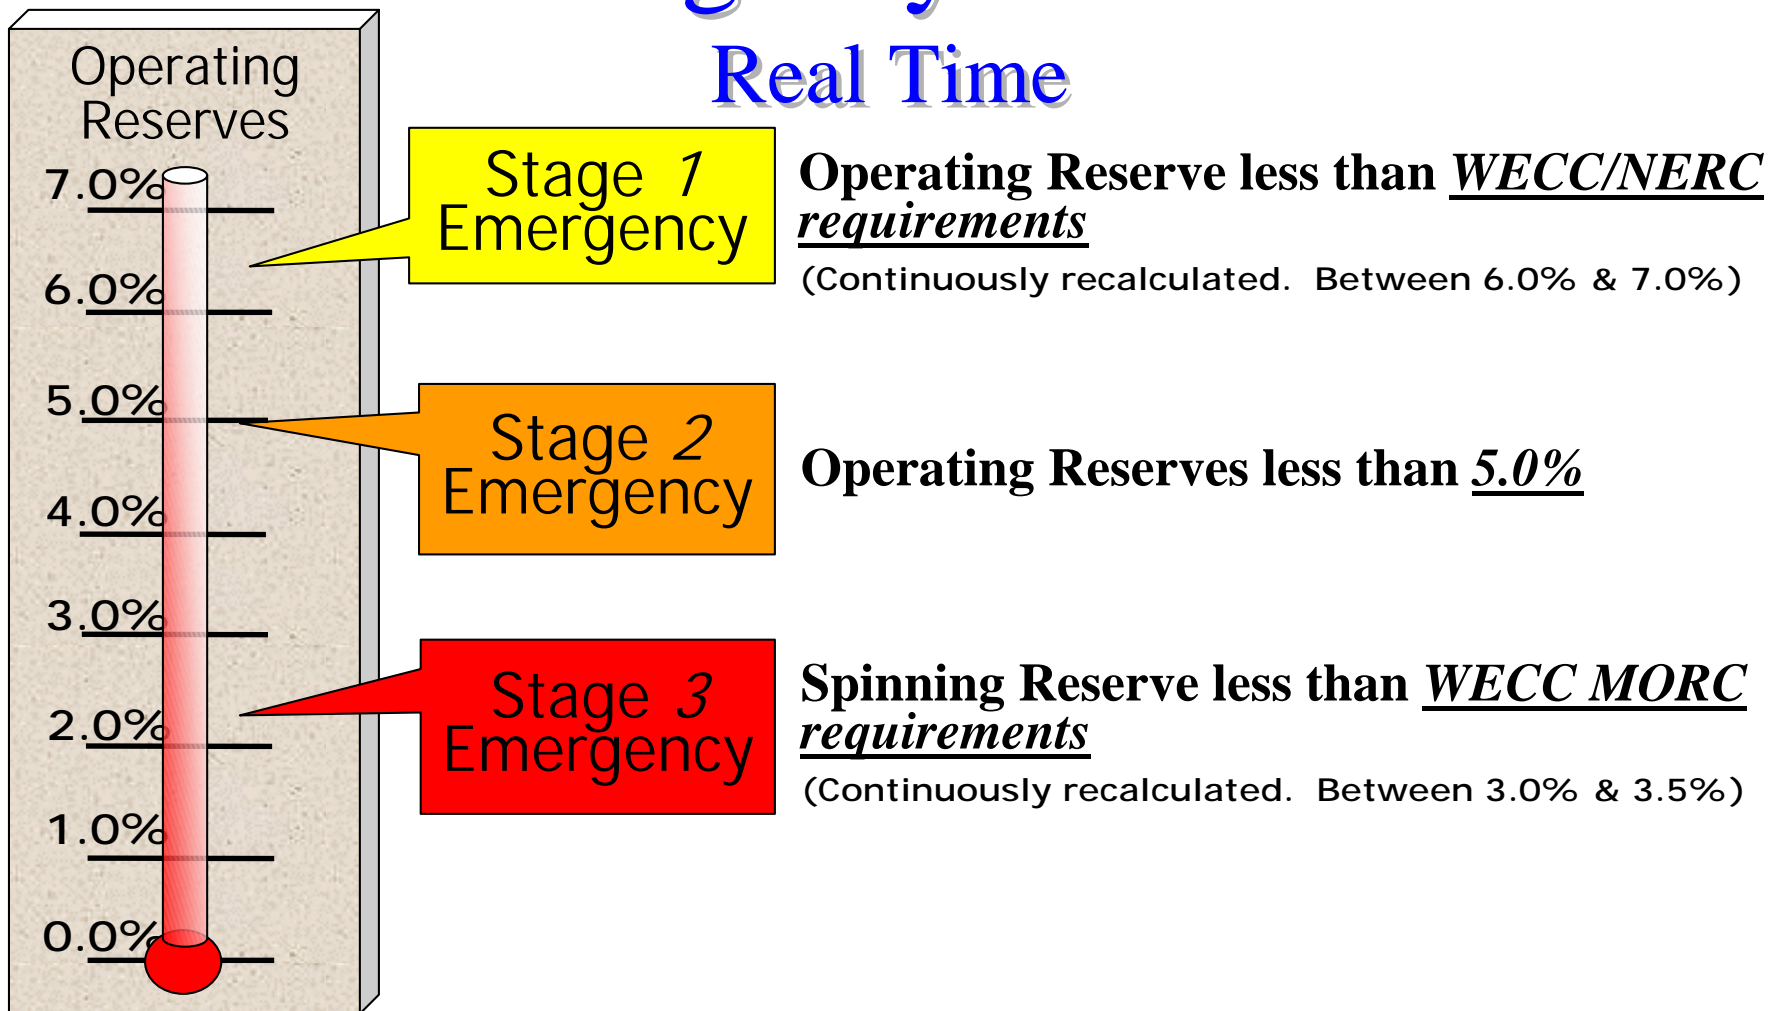 Real Time
Operating
Reserves
7.0%
6.0%
5.0%
4.0%
3.0%
2.0%
1.0%
0.0%
Stage 1
Emergency
Operating Reserve less than WECC/NERC
requirements
(Continuously recalculated. Between 6.0% & 7.0%)
Stage 2
Emergency
Operating Reserves less than 5.0%
Stage 3
Emergency
Spinning Reserve less than WECC MORC
requirements
(Continuously recalculated. Between 3.0% & 3.5%)